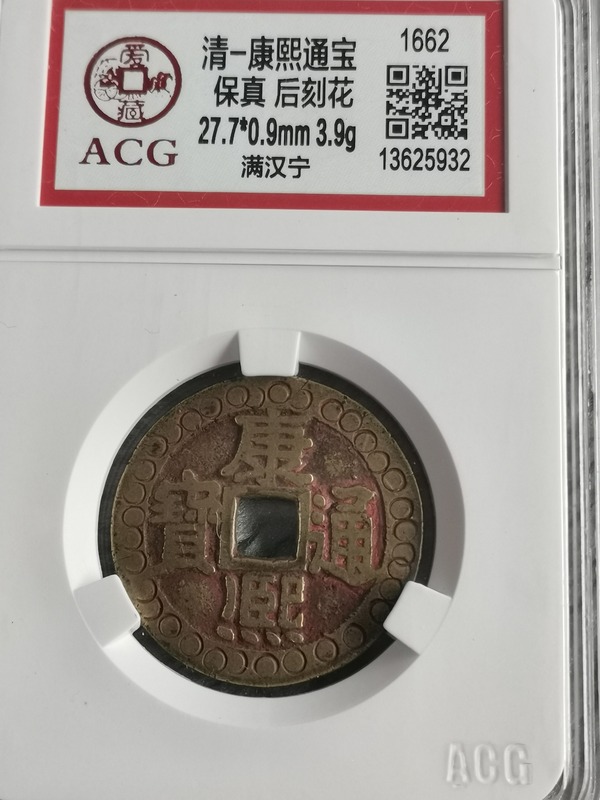 爱
藏
ACG
清-康熙通宝
保真 后刻花
27.7*0.9mm 3.9g
满汉宁
1662
13625932
康
熙
通
寶
ACG